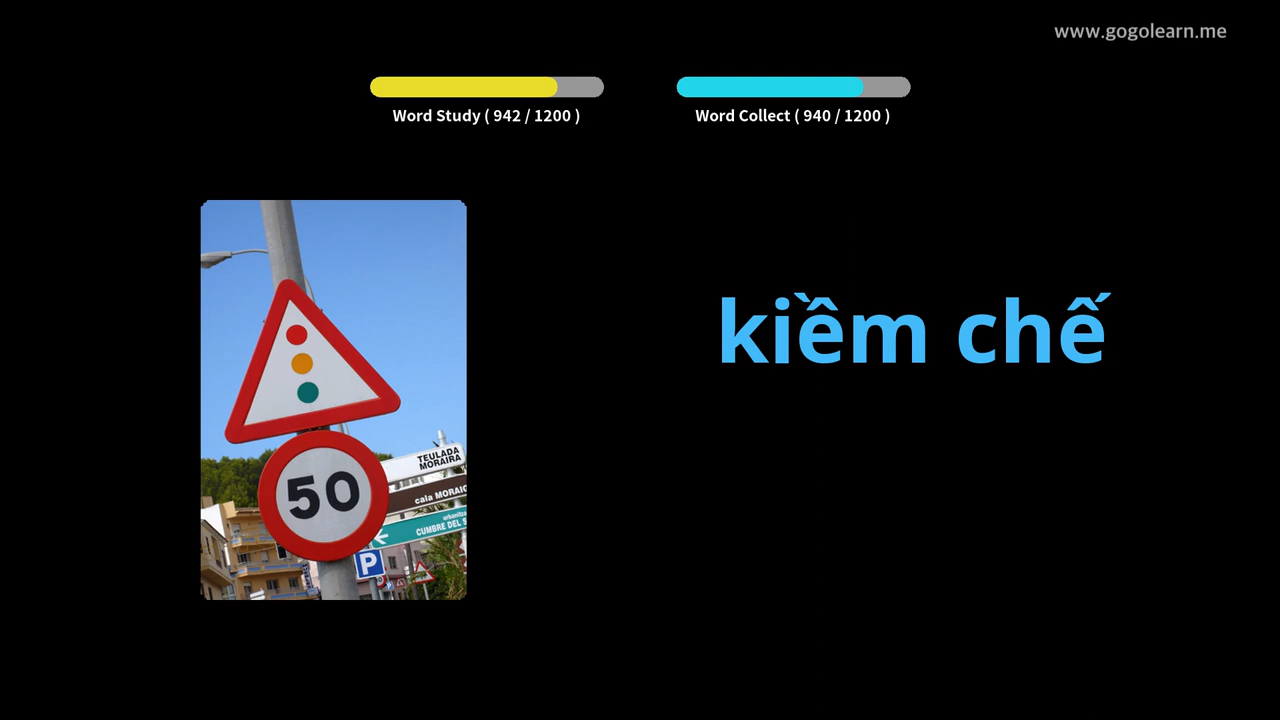 www.gogolearn.me
Word Study ( 942 / 1200 )
Word Collect ( 940 / 1200 )
kiềm chế
50
TEULADA
MORAIRA
cala
urbanitza
CUMBRE DEL S
P